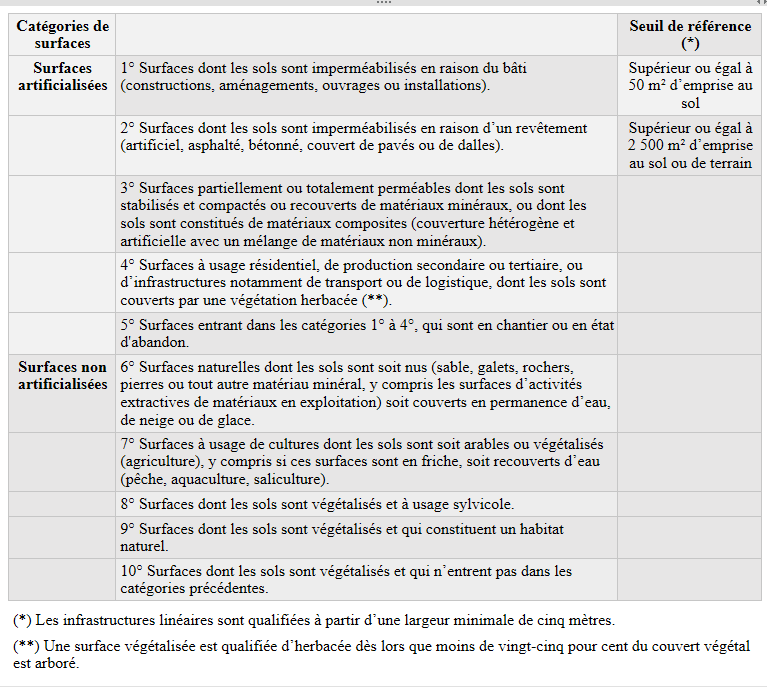 Catégories de
surfaces
Seuil de référence
(*)
Surfaces
artificialisées
1° Surfaces dont les sols sont imperméabilisés en raison du bâti
(constructions, aménagements, ouvrages ou installations).
Supérieur ou égal à
50 m² d’emprise au
sol
2° Surfaces dont les sols sont imperméabilisés en raison d’un revêtement
(artificiel, asphalté, bétonné, couvert de pavés ou de dalles).
Supérieur ou égal à
2 500 m² d’emprise
au sol ou de terrain
3° Surfaces partiellement ou totalement perméables dont les sols sont
stabilisés et compactés ou recouverts de matériaux minéraux, ou dont les
sols sont constitués de matériaux composites (couverture hétérogène et
artificielle avec un mélange de matériaux non minéraux).
4° Surfaces à usage résidentiel, de production secondaire ou tertiaire, ou
d’infrastructures notamment de transport ou de logistique, dont les sols sont
couverts par une végétation herbacée (**).
5° Surfaces entrant dans les catégories 1° à 4°, qui sont en chantier ou en état
d'abandon.
Surfaces non
artificialisées
6° Surfaces naturelles dont les sols sont soit nus (sable, galets, rochers,
pierres ou tout autre matériau minéral, y compris les surfaces d’activités
extractives de matériaux en exploitation) soit couverts en permanence d’eau,
de neige ou de glace.
7° Surfaces à usage de cultures dont les sols sont soit arables ou végétalisés
(agriculture), y compris si ces surfaces sont en friche, soit recouverts d’eau
(pêche, aquaculture, saliculture).
8° Surfaces dont les sols sont végétalisés et à usage sylvicole.
9° Surfaces dont les sols sont végétalisés et qui constituent un habitat
naturel.
10° Surfaces dont les sols sont végétalisés et qui n’entrent pas dans les
catégories précédentes.
(*) Les infrastructures linéaires sont qualifiées à partir d’une largeur minimale de cinq mètres.
(**) Une surface végétalisée est qualifiée d’herbacée dès lors que moins de vingt-cinq pour cent du couvert végétal
est arboré.